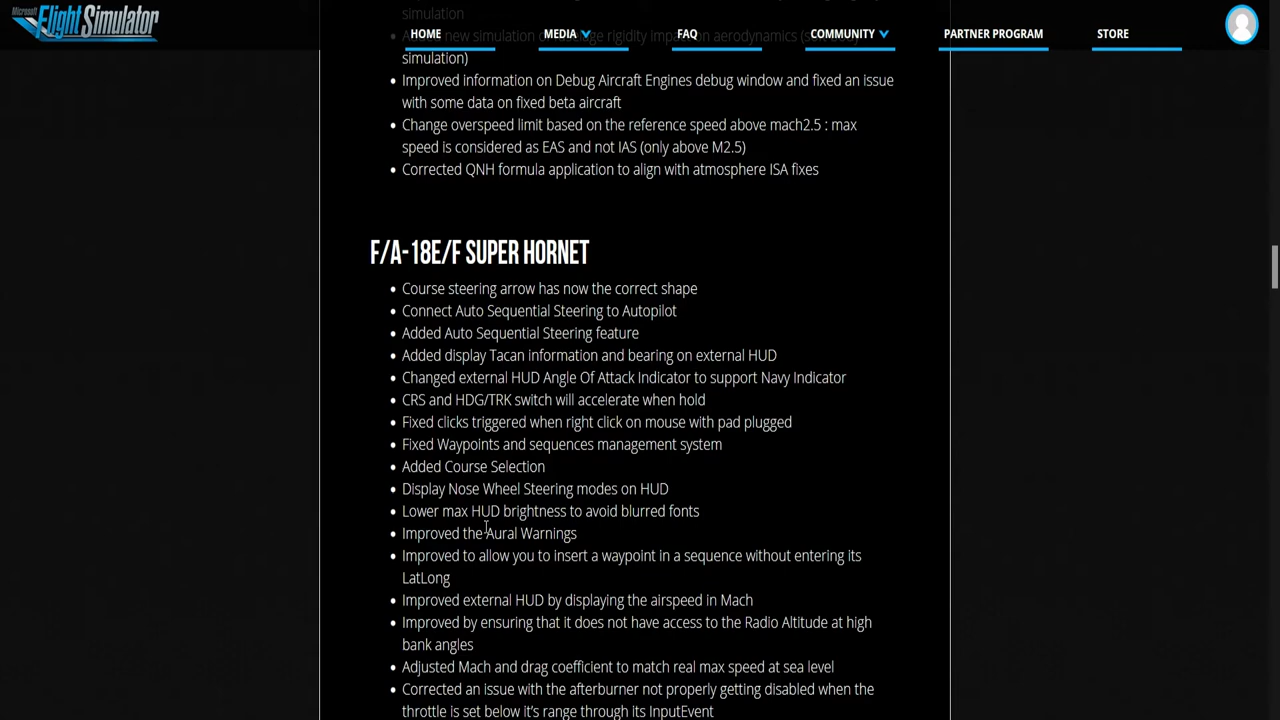 Microsoft
Flight Simulator
HOME
MEDIA
FAQ
COMMUNITY
PARTNER PROGRAM
STORE
simulation
new simulation rigidity on aerodynamics
simulation)
Improved information on Debug Aircraft Engines debug window and fixed an issue
with some data on fixed beta aircraft
Change overspeed limit based on the reference speed above mach2.5 : max
speed is considered as EAS and not IAS (only above M2.5)
Corrected QNH formula application to align with atmosphere ISA fixes
F/A-18E/F SUPER HORNET
Course steering arrow has now the correct shape
Connect Auto Sequential Steering to Autopilot
Added Auto Sequential Steering feature
Added display Tacan information and bearing on external HUD
Changed external HUD Angle Of Attack Indicator to support Navy Indicator
CRS and HDG/TRK switch will accelerate when hold
Fixed clicks triggered when right click on mouse with pad plugged
Fixed Waypoints and sequences management system
Added Course Selection
Display Nose Wheel Steering modes on HUD
Lower max HUD brightness to avoid blurred fonts
Improved the Aural Warnings
Improved to allow you to insert a waypoint in a sequence without entering its
LatLong
Improved external HUD by displaying the airspeed in Mach
Improved by ensuring that it does not have access to the Radio Altitude at high
bank angles
Adjusted Mach and drag coefficient to match real max speed at sea level
Corrected an issue with the afterburner not properly getting disabled when the
throttle is set below it's range through its InputEvent